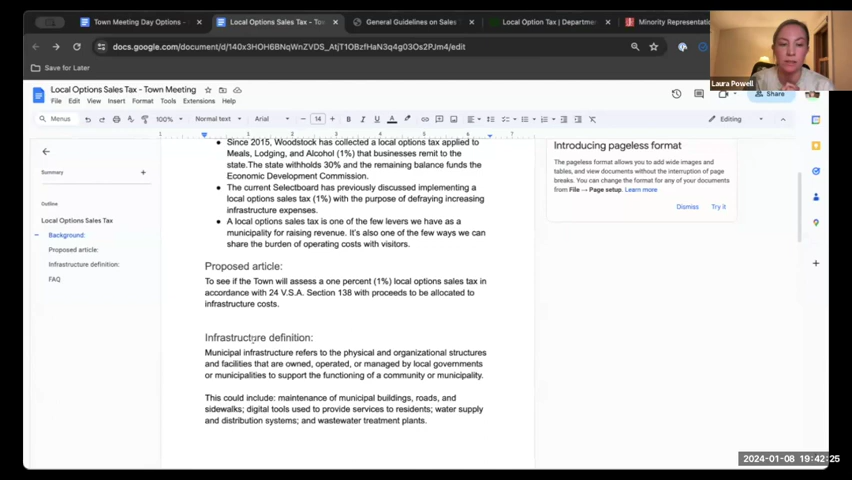 Town Meeting Day Options -
Local Options Sales Tax - Tow
General Guidelines on Sales
Local Option Tax | Departme
Minority Representa
docs.google.com/document/d/140x3HOH6BNqWnZVDS_AtjT1OBzfHaN3q4g03Os2PJm4/edit
Save for Later
Laura Powell
Local Options Sales Tax - Town Meeting
File Edit View Insert Format Tools Extensions Help
Share
Menus
100%
Normal text
Arial
14
Editing
Summary
Outline
Local Options Sales Tax
Background:
Proposed article:
Infrastructure definition:
FAQ
1 1 2 3 4 5 6 7
• Since 2015, Woodstock has collected a local options tax applied to
Meals, Lodging, and Alcohol (1%) that businesses remit to the
state.The state withholds 30% and the remaining balance funds the
Economic Development Commission.
• The current Selectboard has previously discussed implementing a
local options sales tax (1%) with the purpose of defraying increasing
infrastructure expenses.
• A local options sales tax is one of the few levers we have as a
municipality for raising revenue. It's also one of the few ways we can
share the burden of operating costs with visitors.
Proposed article:
To see if the Town will assess a one percent (1%) local options sales tax in
accordance with 24 V.S.A. Section 138 with proceeds to be allocated to
infrastructure costs.
Infrastructure definition:
Municipal infrastructure refers to the physical and organizational structures
and facilities that are owned, operated, or managed by local governments
or municipalities to support the functioning of a community or municipality.
This could include: maintenance of municipal buildings, roads, and
sidewalks; digital tools used to provide services to residents; water supply
and distribution systems; and wastewater treatment plants.
Introducing pageless format
The pageless format allows you to add wide images and
tables, and view documents without the interruption of page
breaks. You can change the format for any of your documents
from File → Page setup. Learn more
Dismiss Try it
2024-01-08 19:42:25